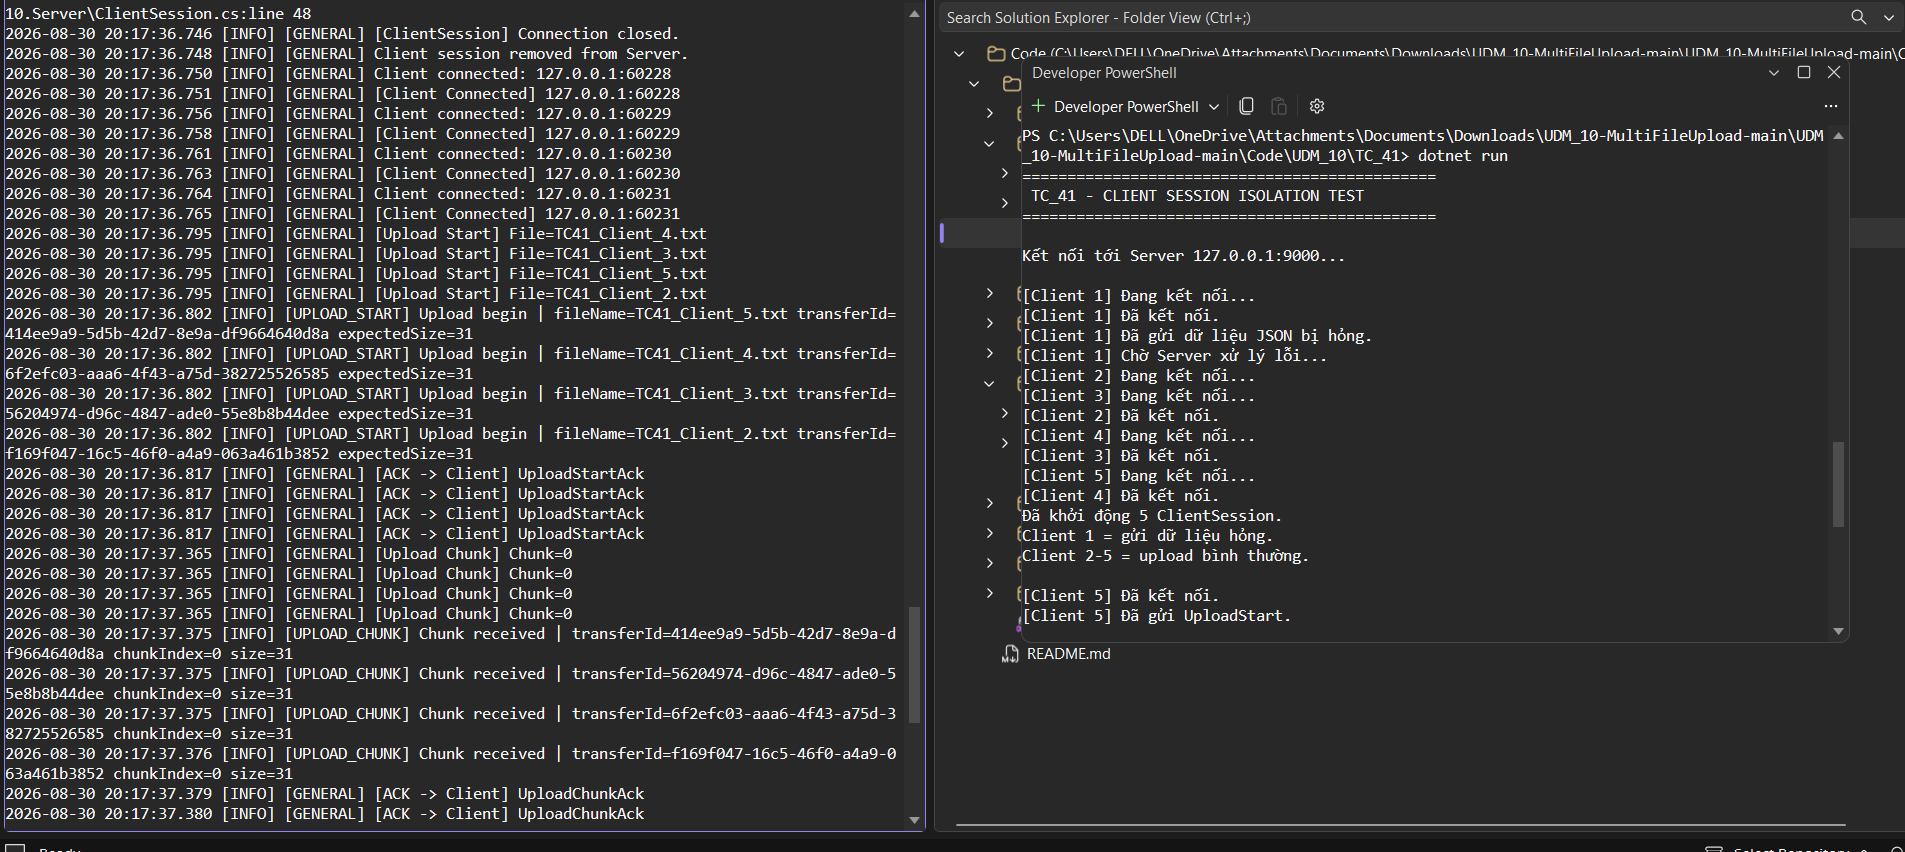 10.Server\ClientSession.cs:line 48
2026-08-30 20:17:36.746 [INFO] [GENERAL] [ClientSession] Connection closed.
2026-08-30 20:17:36.748 [INFO] [GENERAL] Client session removed from Server.
2026-08-30 20:17:36.750 [INFO] [GENERAL] Client connected: 127.0.0.1:60228
2026-08-30 20:17:36.751 [INFO] [GENERAL] [Client Connected] 127.0.0.1:60228
2026-08-30 20:17:36.756 [INFO] [GENERAL] Client connected: 127.0.0.1:60229
2026-08-30 20:17:36.758 [INFO] [GENERAL] [Client Connected] 127.0.0.1:60229
2026-08-30 20:17:36.761 [INFO] [GENERAL] Client connected: 127.0.0.1:60230
2026-08-30 20:17:36.763 [INFO] [GENERAL] [Client Connected] 127.0.0.1:60230
2026-08-30 20:17:36.764 [INFO] [GENERAL] Client connected: 127.0.0.1:60231
2026-08-30 20:17:36.765 [INFO] [GENERAL] [Client Connected] 127.0.0.1:60231
2026-08-30 20:17:36.795 [INFO] [GENERAL] [Upload Start] File=TC41_Client_4.txt
2026-08-30 20:17:36.795 [INFO] [GENERAL] [Upload Start] File=TC41_Client_3.txt
2026-08-30 20:17:36.795 [INFO] [GENERAL] [Upload Start] File=TC41_Client_5.txt
2026-08-30 20:17:36.795 [INFO] [GENERAL] [Upload Start] File=TC41_Client_2.txt
2026-08-30 20:17:36.802 [INFO] [UPLOAD_START] Upload begin | fileName=TC41_Client_5.txt transferId=
414ee9a9-5d5b-42d7-8e9a-df9664640d8a expectedSize=31
2026-08-30 20:17:36.802 [INFO] [UPLOAD_START] Upload begin | fileName=TC41_Client_4.txt transferId=
6f2efc03-aaa6-4f43-a75d-382725526585 expectedSize=31
2026-08-30 20:17:36.802 [INFO] [UPLOAD_START] Upload begin | fileName=TC41_Client_3.txt transferId=
56204974-d96c-4847-ade0-55e8b8b44dee expectedSize=31
2026-08-30 20:17:36.802 [INFO] [UPLOAD_START] Upload begin | fileName=TC41_Client_2.txt transferId=
f169f047-16c5-46f0-a4a9-063a461b3852 expectedSize=31
2026-08-30 20:17:36.817 [INFO] [GENERAL] [ACK -> Client] UploadStartAck
2026-08-30 20:17:36.817 [INFO] [GENERAL] [ACK -> Client] UploadStartAck
2026-08-30 20:17:36.817 [INFO] [GENERAL] [ACK -> Client] UploadStartAck
2026-08-30 20:17:36.817 [INFO] [GENERAL] [ACK -> Client] UploadStartAck
2026-08-30 20:17:37.365 [INFO] [GENERAL] [Upload Chunk] Chunk=0
2026-08-30 20:17:37.365 [INFO] [GENERAL] [Upload Chunk] Chunk=0
2026-08-30 20:17:37.365 [INFO] [GENERAL] [Upload Chunk] Chunk=0
2026-08-30 20:17:37.365 [INFO] [GENERAL] [Upload Chunk] Chunk=0
2026-08-30 20:17:37.375 [INFO] [UPLOAD_CHUNK] Chunk received | transferId=414ee9a9-5d5b-42d7-8e9a-d
f9664640d8a chunkIndex=0 size=31
2026-08-30 20:17:37.375 [INFO] [UPLOAD_CHUNK] Chunk received | transferId=56204974-d96c-4847-ade0-5
5e8b8b44dee chunkIndex=0 size=31
2026-08-30 20:17:37.375 [INFO] [UPLOAD_CHUNK] Chunk received | transferId=6f2efc03-aaa6-4f43-a75d-3
82725526585 chunkIndex=0 size=31
2026-08-30 20:17:37.376 [INFO] [UPLOAD_CHUNK] Chunk received | transferId=f169f047-16c5-46f0-a4a9-0
63a461b3852 chunkIndex=0 size=31
2026-08-30 20:17:37.379 [INFO] [GENERAL] [ACK -> Client] UploadChunkAck
2026-08-30 20:17:37.380 [INFO] [GENERAL] [ACK -> Client] UploadChunkAck
Search Solution Explorer - Folder View (Ctrl+;)
Code (C:\Users\DELL\OneDrive\Attachments\Documents\Downloads\UDM_10-MultiFileUpload-main\UDM_10-MultiFileUpload-main\C
Developer PowerShell
+ Developer PowerShell
PS C:\Users\DELL\OneDrive\Attachments\Documents\Downloads\UDM_10-MultiFileUpload-main\UDM
_10-MultiFileUpload-main\Code\UDM_10\TC_41> dotnet run
==============================================
TC_41 - CLIENT SESSION ISOLATION TEST
==============================================
Kết nối tới Server 127.0.0.1:9000...
[Client 1] Đang kết nối...
[Client 1] Đã kết nối.
[Client 1] Đã gửi dữ liệu JSON bị hỏng.
[Client 1] Chờ Server xử lý lỗi...
[Client 2] Đang kết nối...
[Client 3] Đang kết nối...
[Client 2] Đã kết nối.
[Client 4] Đang kết nối...
[Client 3] Đã kết nối.
[Client 5] Đang kết nối...
[Client 4] Đã kết nối.
Đã khởi động 5 ClientSession.
Client 1 = gửi dữ liệu hỏng.
Client 2-5 = upload bình thường.
[Client 5] Đã kết nối.
[Client 5] Đã gửi UploadStart.
README.md
Ready
Select Repository